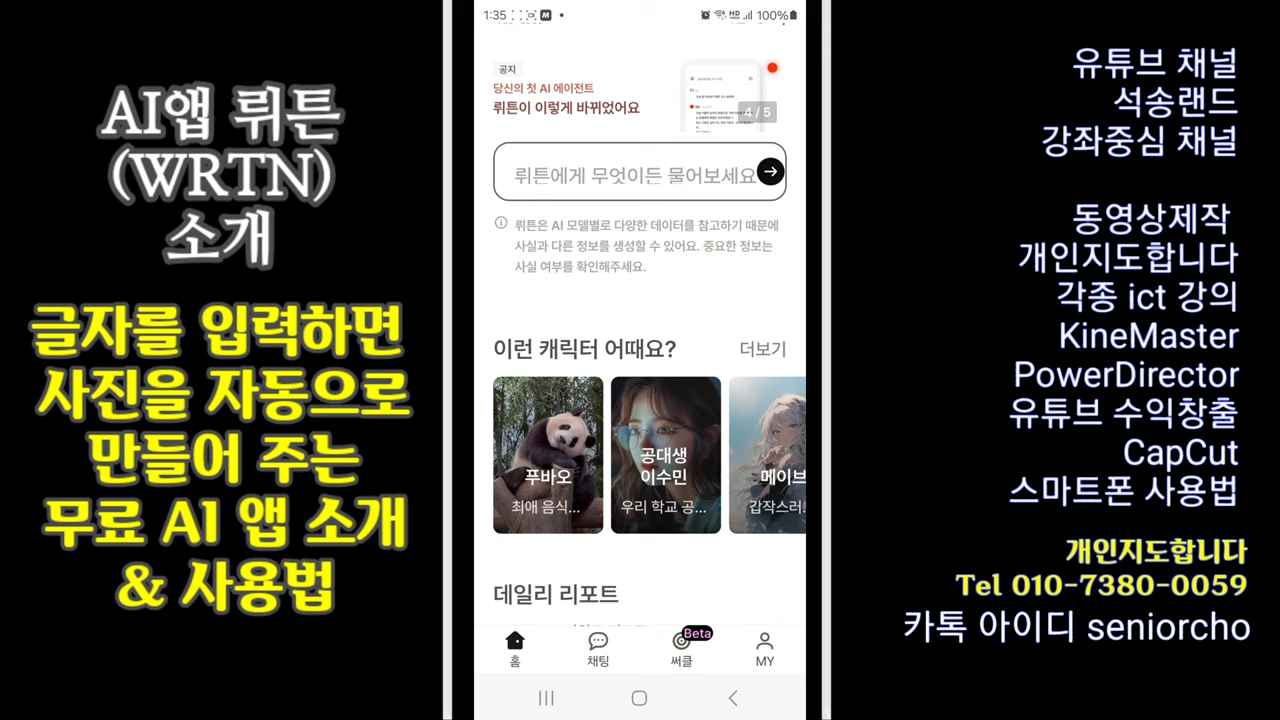 AI앱 뤼튼
(WRTN)
소개
글자를 입력하면
사진을 자동으로
만들어 주는
무료 AI 앱 소개
& 사용법
1:35
HD
100%
공지
당신의 첫 AI 에이전트
뤼튼이 이렇게 바뀌었어요
4 / 5
뤼튼에게 무엇이든 물어보세요
뤼튼은 AI 모델별로 다양한 데이터를 참고하기 때문에
사실과 다른 정보를 생성할 수 있어요. 중요한 정보는
사실 여부를 확인해주세요.
이런 캐릭터 어때요?
더보기
푸바오
최애 음식...
공대생
이수민
우리 학교 공...
메이브
갑작스러
데일리 리포트
홈
채팅
Beta
써클
MY
유튜브 채널
석송랜드
강좌중심 채널
동영상제작
개인지도합니다
각종 ict 강의
KineMaster
PowerDirector
유튜브 수익창출
CapCut
스마트폰 사용법
개인지도합니다
Tel 010-7380-0059
카톡 아이디 seniorcho